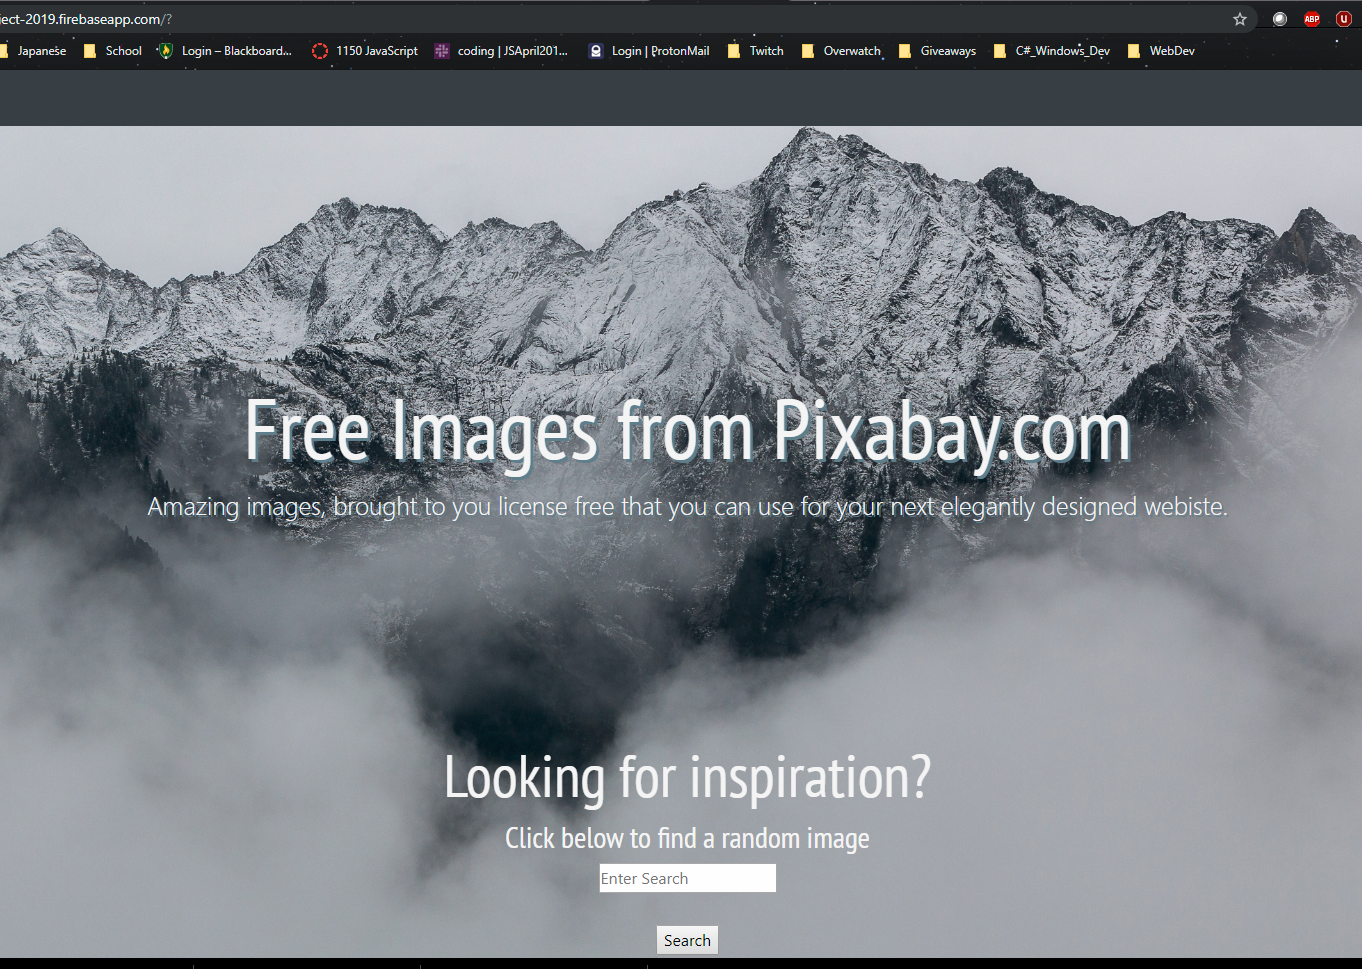 ject-2019.firebaseapp.com/?
ABP
U
Japanese School Login – Blackboard... 1150 JavaScript coding | JSApril201... Login | ProtonMail Twitch Overwatch Giveaways C#_Windows_Dev WebDev
Free Images from Pixabay.com
Amazing images, brought to you license free that you can use for your next elegantly designed webiste.
Looking for inspiration?
Click below to find a random image
Enter Search
Search